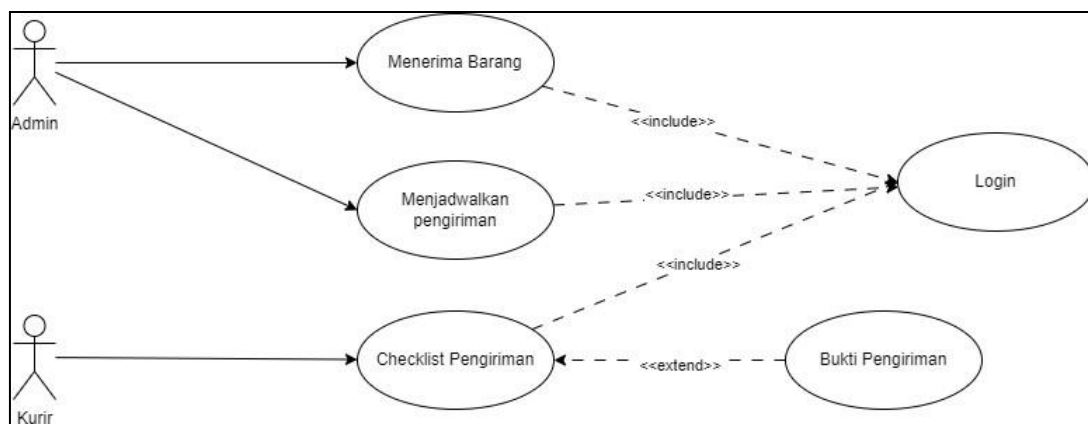 Menerima Barang
Admin
<<include>>
Menjadwalkan
pengiriman
<<include>>
Login
<<include>>
Checklist Pengiriman
<<extend>>
Bukti Pengiriman
Kurir